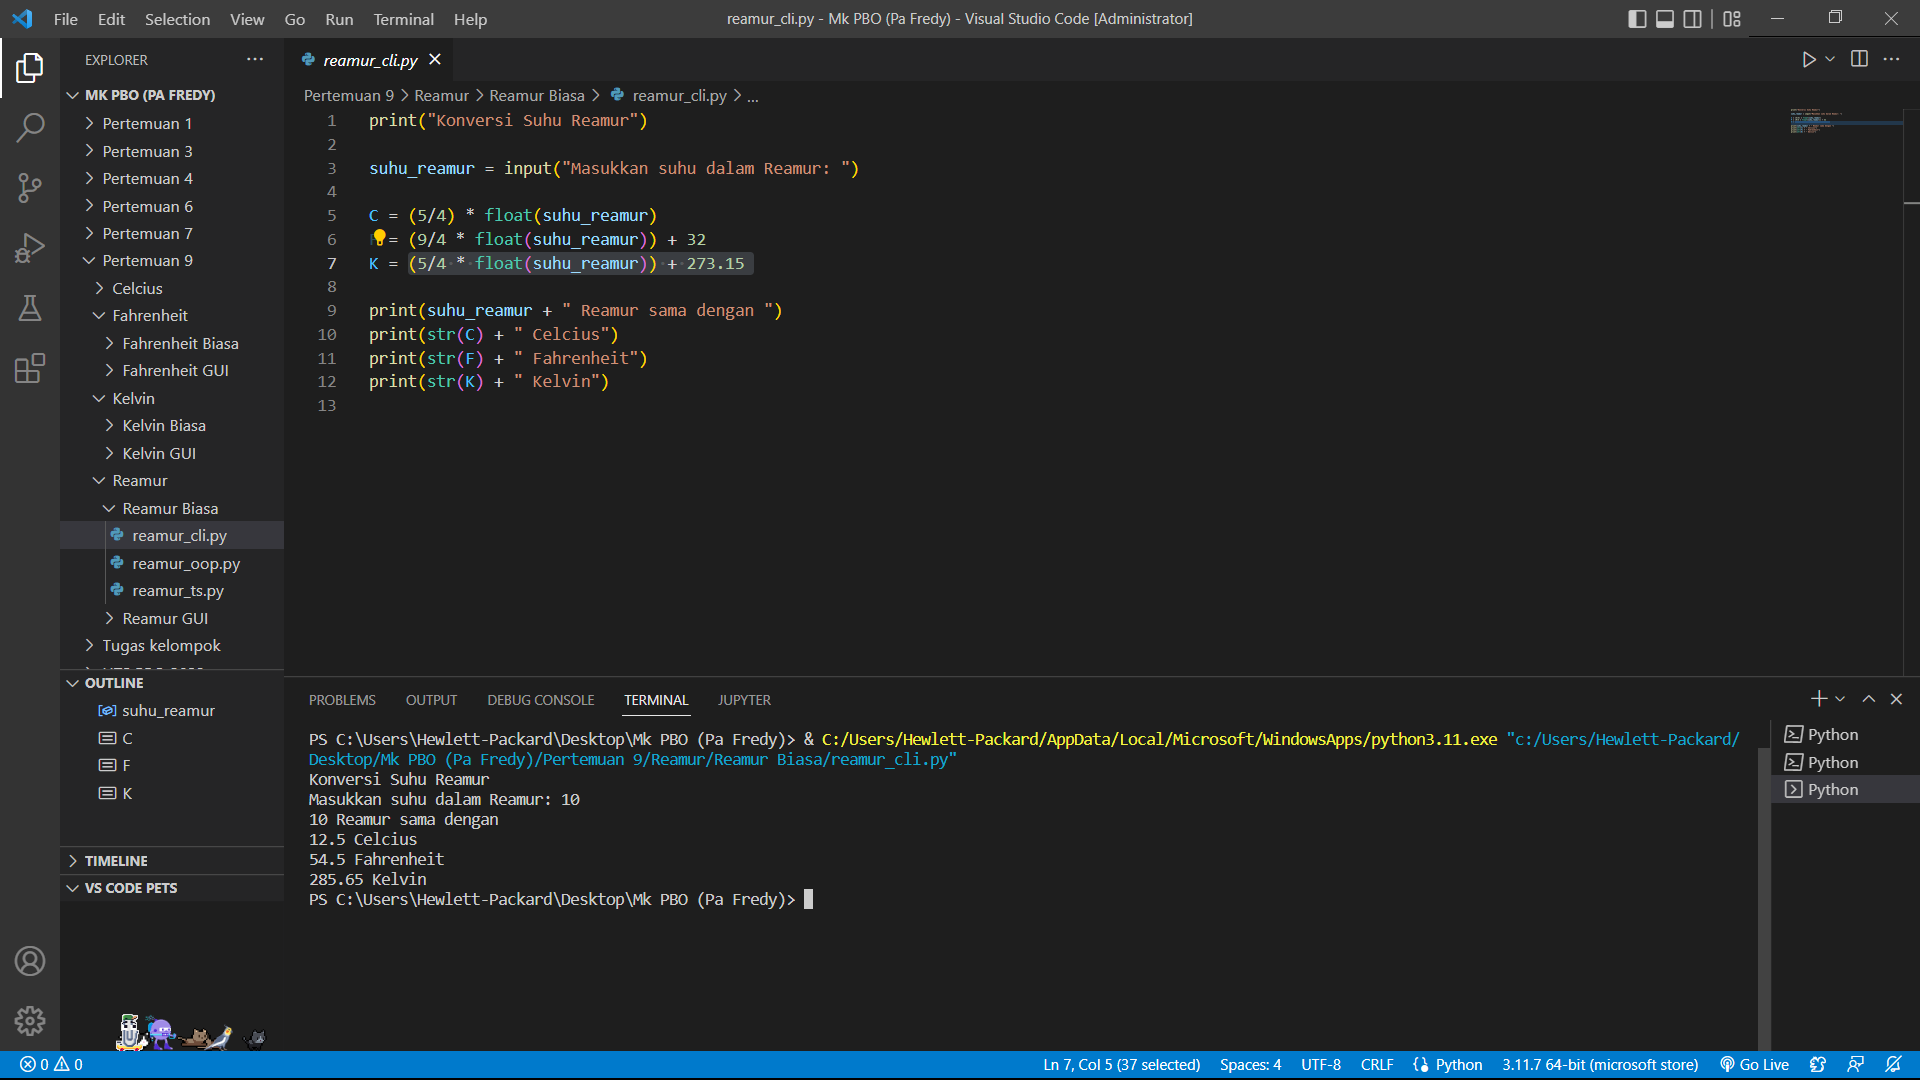 File Edit Selection View Go Run Terminal Help
reamur_cli.py - Mk PBO (Pa Fredy) - Visual Studio Code [Administrator]
EXPLORER
MK PBO (PA FREDY)
Pertemuan 1
Pertemuan 3
Pertemuan 4
Pertemuan 6
Pertemuan 7
Pertemuan 9
Celcius
Fahrenheit
Fahrenheit Biasa
Fahrenheit GUI
Kelvin
Kelvin Biasa
Kelvin GUI
Reamur
Reamur Biasa
reamur_cli.py
reamur_oop.py
reamur_ts.py
Reamur GUI
Tugas kelompok
OUTLINE
suhu_reamur
C
F
K
TIMELINE
VS CODE PETS
reamur_cli.py
Pertemuan 9 > Reamur > Reamur Biasa > reamur_cli.py > ...
1 print("Konversi Suhu Reamur")
2
3 suhu_reamur = input("Masukkan suhu dalam Reamur: ")
4
5 C = (5/4) * float(suhu_reamur)
6 = (9/4 * float(suhu_reamur)) + 32
7 K = (5/4 * float(suhu_reamur)) + 273.15
8
9 print(suhu_reamur + " Reamur sama dengan ")
10 print(str(C) + " Celcius")
11 print(str(F) + " Fahrenheit")
12 print(str(K) + " Kelvin")
13
PROBLEMS OUTPUT DEBUG CONSOLE TERMINAL JUPYTER
PS C:\Users\Hewlett-Packard\Desktop\Mk PBO (Pa Fredy)> & C:/Users/Hewlett-Packard/AppData/Local/Microsoft/WindowsApps/python3.11.exe "c:/Users/Hewlett-Packard/
Desktop/Mk PBO (Pa Fredy)/Pertemuan 9/Reamur/Reamur Biasa/reamur_cli.py"
Konversi Suhu Reamur
Masukkan suhu dalam Reamur: 10
10 Reamur sama dengan
12.5 Celcius
54.5 Fahrenheit
285.65 Kelvin
PS C:\Users\Hewlett-Packard\Desktop\Mk PBO (Pa Fredy)>
Python
Python
Python
0 0
Ln 7, Col 5 (37 selected) Spaces: 4 UTF-8 CRLF Python 3.11.7 64-bit (microsoft store) Go Live